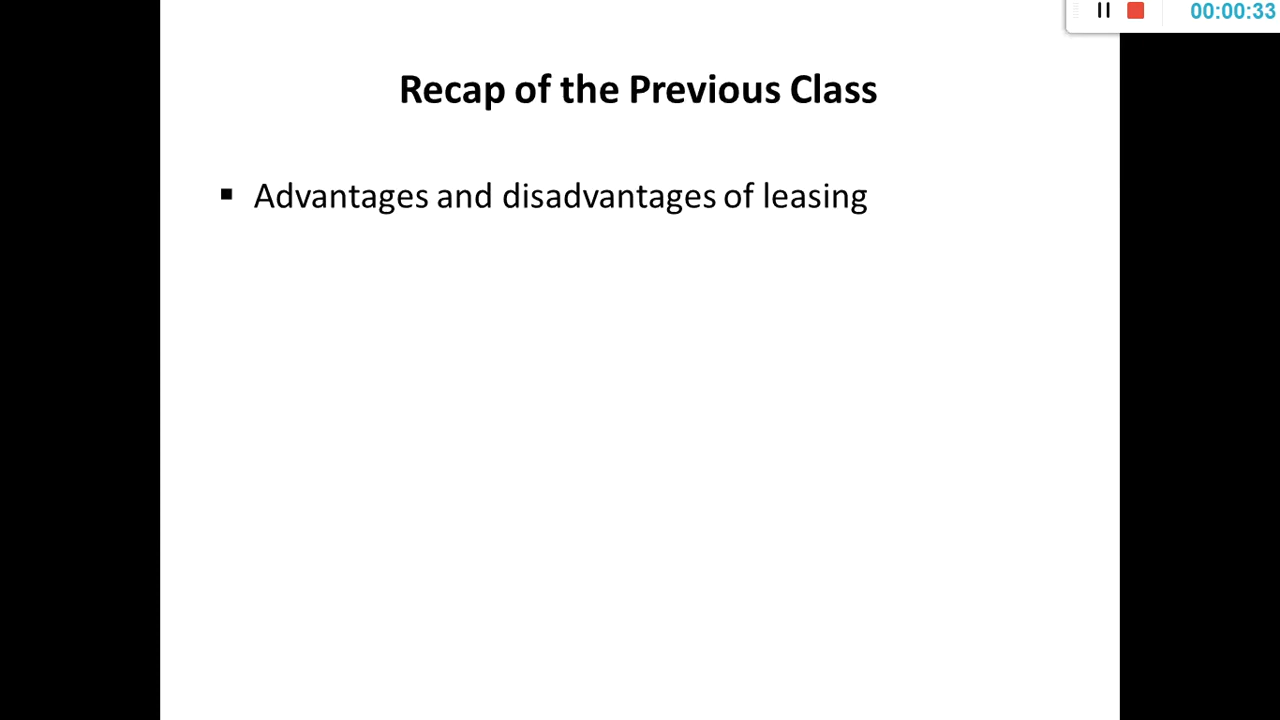 00:00:33
Recap of the Previous Class
▪ Advantages and disadvantages of leasing